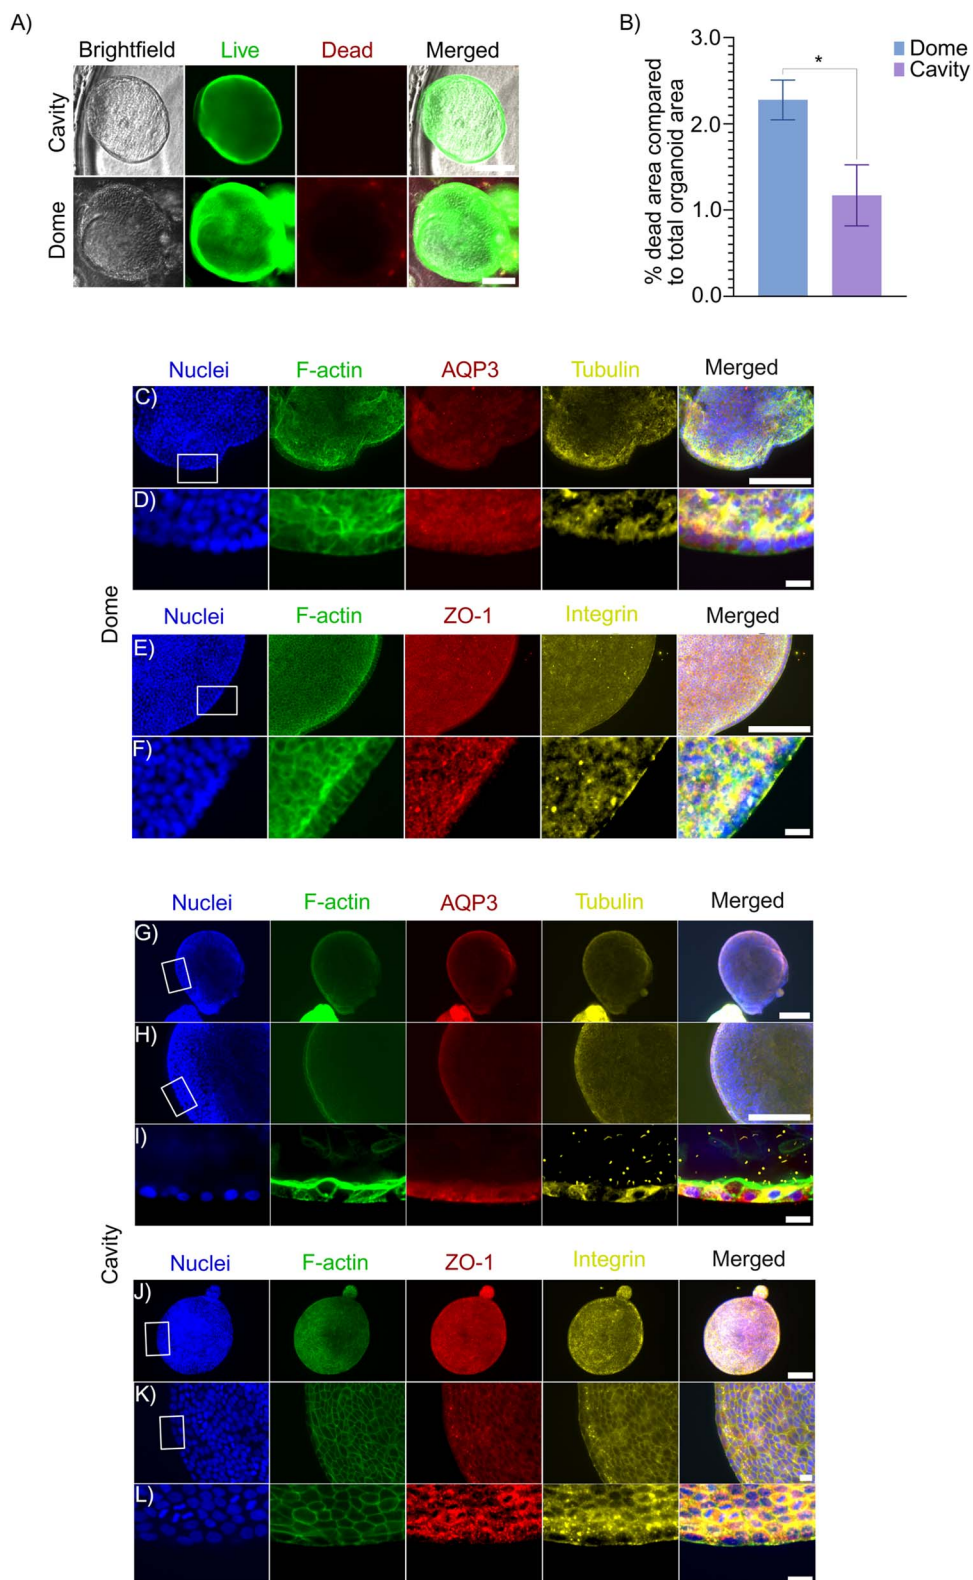 A)
Brightfield Live Dead Merged
Cavity
Dome
B)
% dead area compared
to total organoid area
3.0
2.0
1.0
0.0
*
Dome
Cavity
Dome
Nuclei F-actin AQP3 Tubulin Merged
C)
D)
Nuclei F-actin ZO-1 Integrin Merged
E)
F)
Cavity
Nuclei F-actin AQP3 Tubulin Merged
G)
H)
I)
Nuclei F-actin ZO-1 Integrin Merged
J)
K)
L)